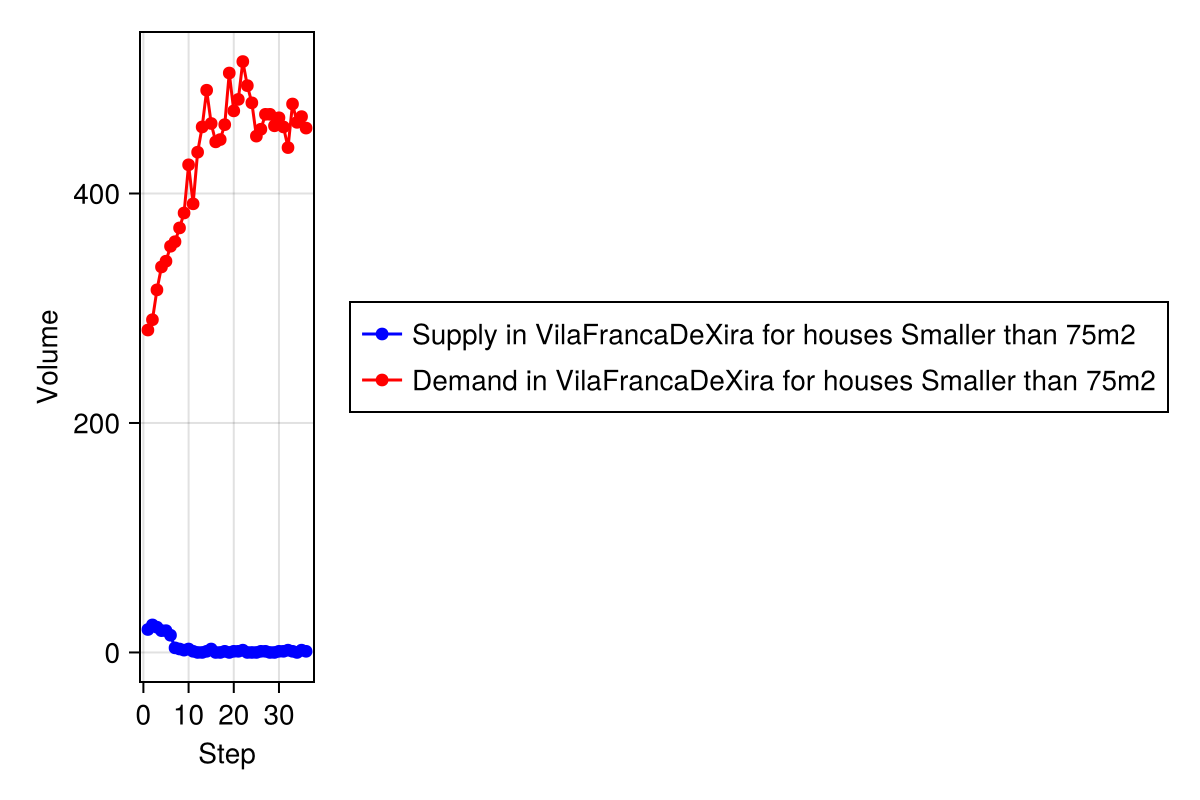 Volume
400
200
0
0 10 20 30
Step
Supply in VilaFrancaDeXira for houses Smaller than 75m2
Demand in VilaFrancaDeXira for houses Smaller than 75m2